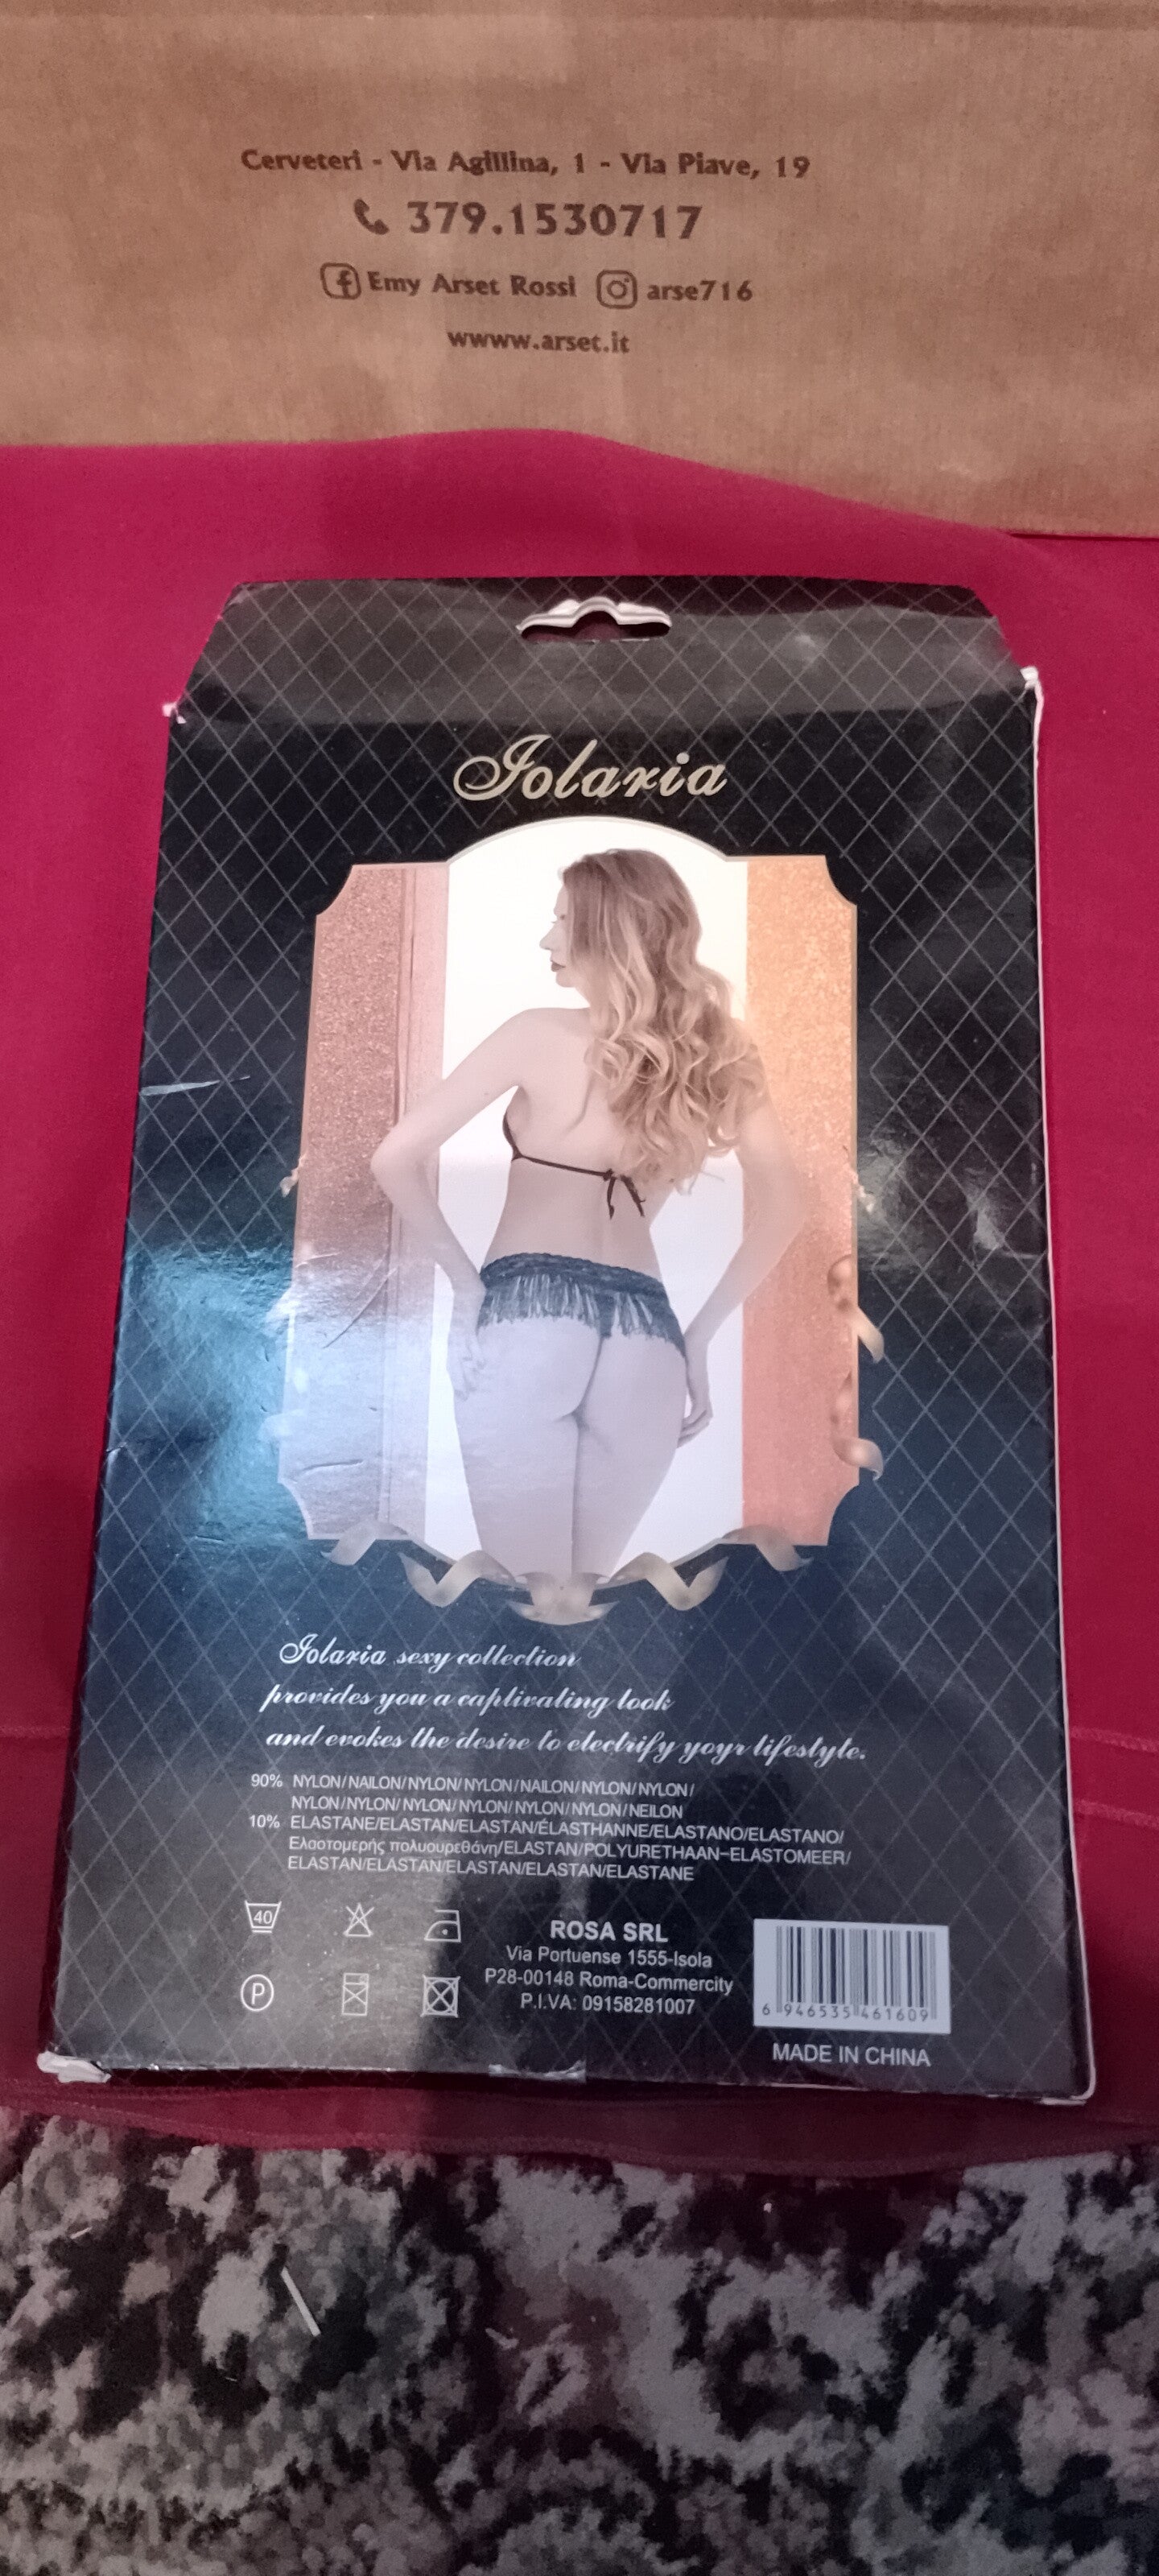 Cerveteri - Via Agillina, 1 - Via Piave, 19
379.1530717
Emy Arset Rossi arse716
wwww.arset.it
Jolaria
Jolaria sexy collection
provides you a captivating look
and evokes the desire to electrify yoyr lifestyle.
90% NYLON/NAILON/NYLON/NYLON/NAILON/NYLON/NYLON/
NYLON/NYLON/NYLON/NYLON/NYLON/NYLON/NEILON
10% ELASTANE/ELASTAN/ELASTAN/ÉLASTHANNE/ELASTANO/ELASTANO/
Ελαστομερής πολυουρεθάνη/ELASTAN/POLYURETHAAN-ELASTOMEER/
ELASTAN/ELASTAN/ELASTAN/ELASTAN/ELASTANE
40
P
ROSA SRL
Via Portuense 1555-Isola
P28-00148 Roma-Commercity
P.I.VA: 09158281007
6 946535 461609
MADE IN CHINA